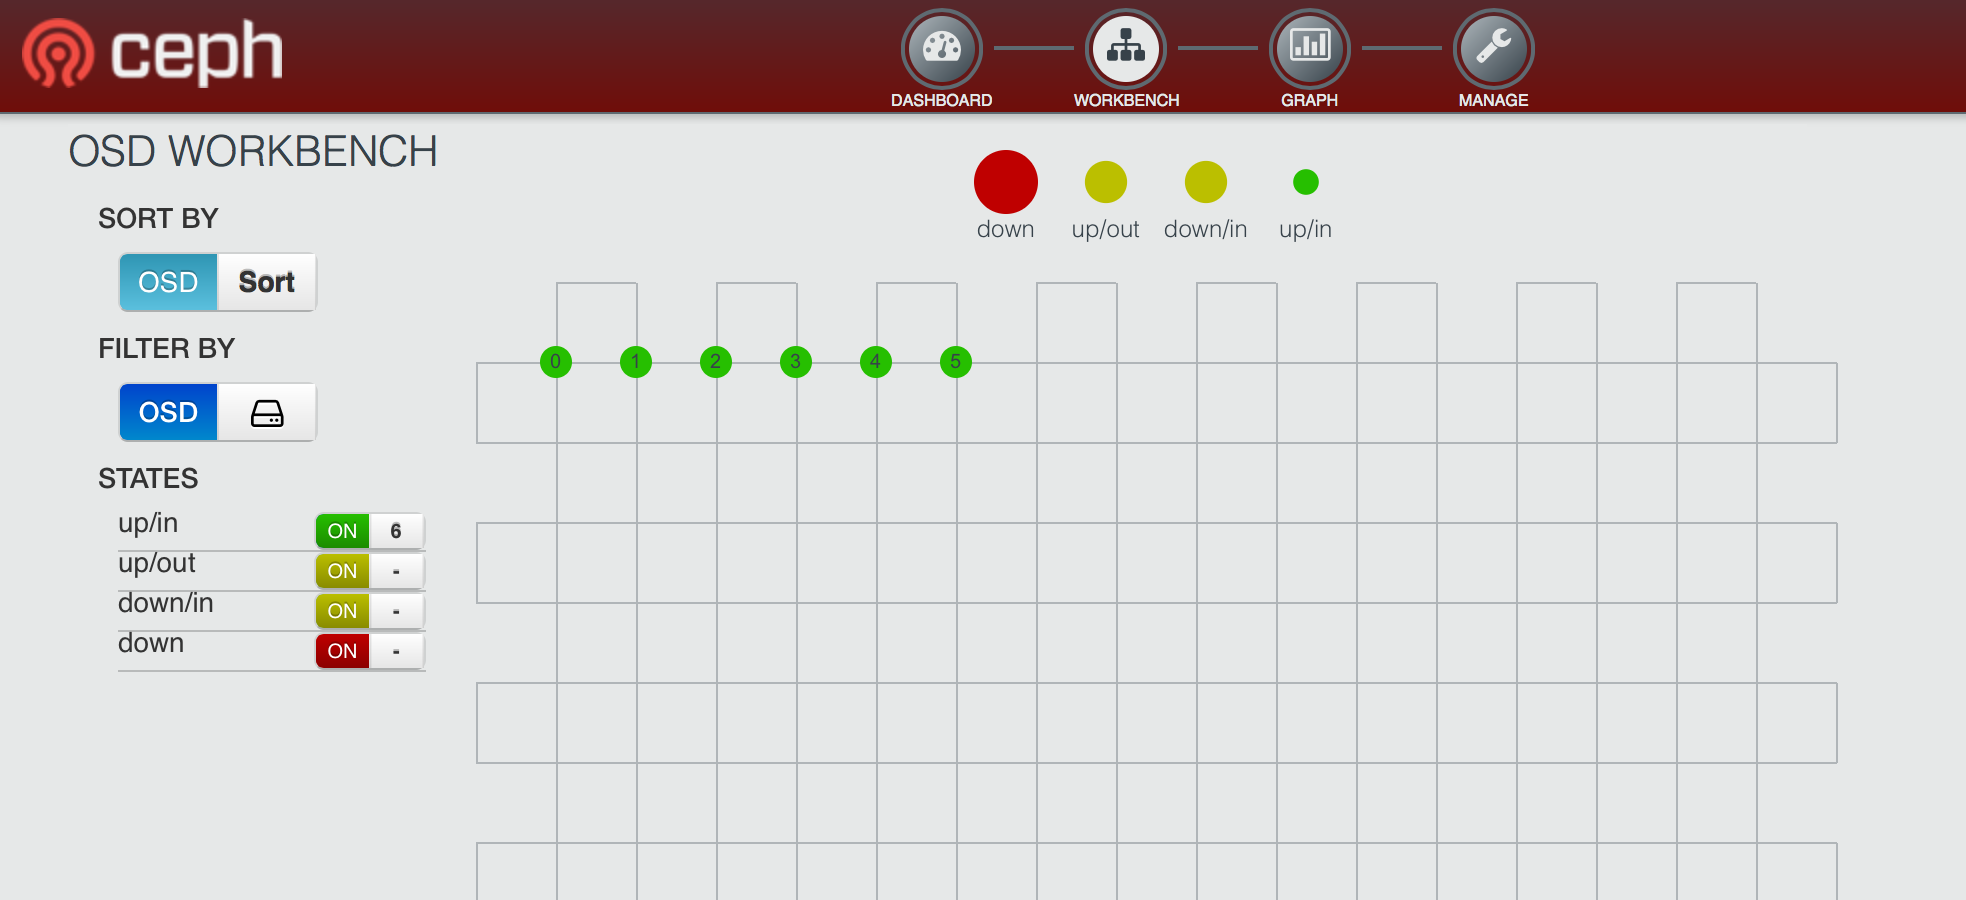 ceph
DASHBOARD
WORKBENCH
GRAPH
MANAGE
OSD WORKBENCH
down
up/out
down/in
up/in
SORT BY
OSD Sort
FILTER BY
OSD
STATES
up/in ON 6
up/out ON -
down/in ON -
down ON -
0 1 2 3 4 5